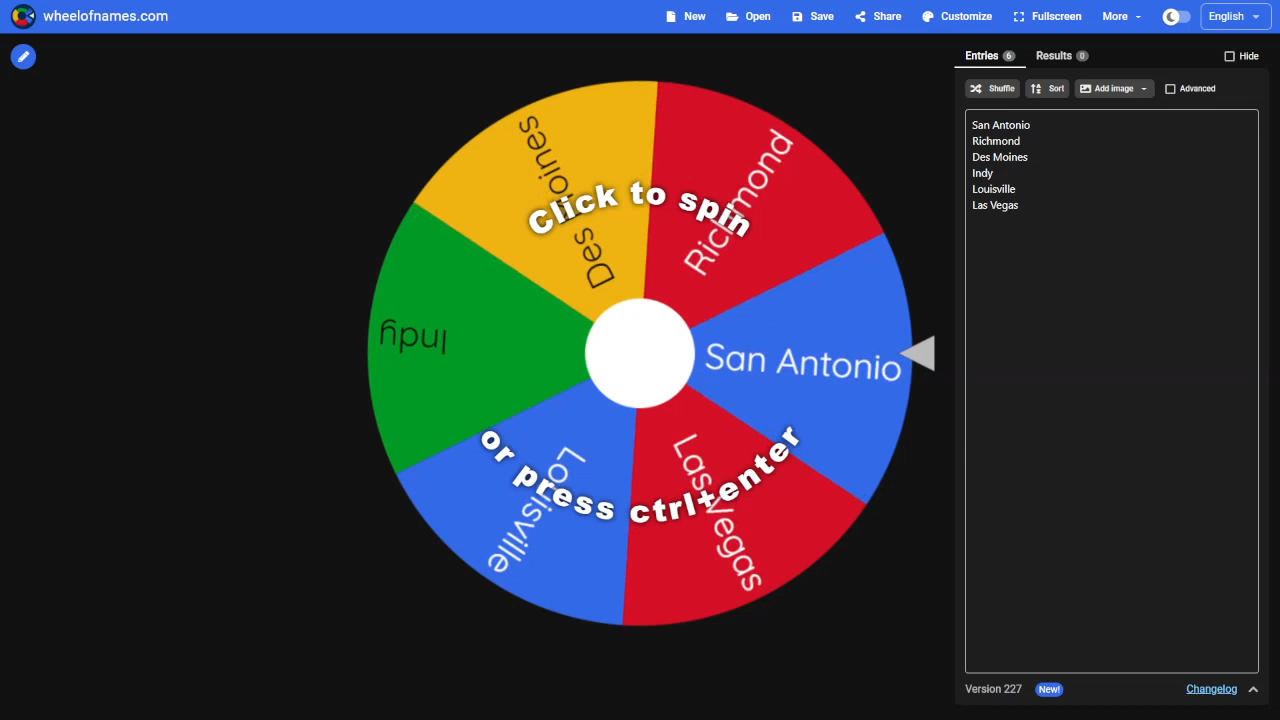 wheelofnames.com
New
Open
Save
Share
Customize
Fullscreen
More
English
Entries 6
Results 0
Hide
Shuffle
Sort
Add image
Advanced
San Antonio
Richmond
Des Moines
Indy
Louisville
Las Vegas
Des Moines
Richmond
Click to spin
Indy
San Antonio
Louisville
Las Vegas
or press ctrl+enter
Version 227
New!
Changelog